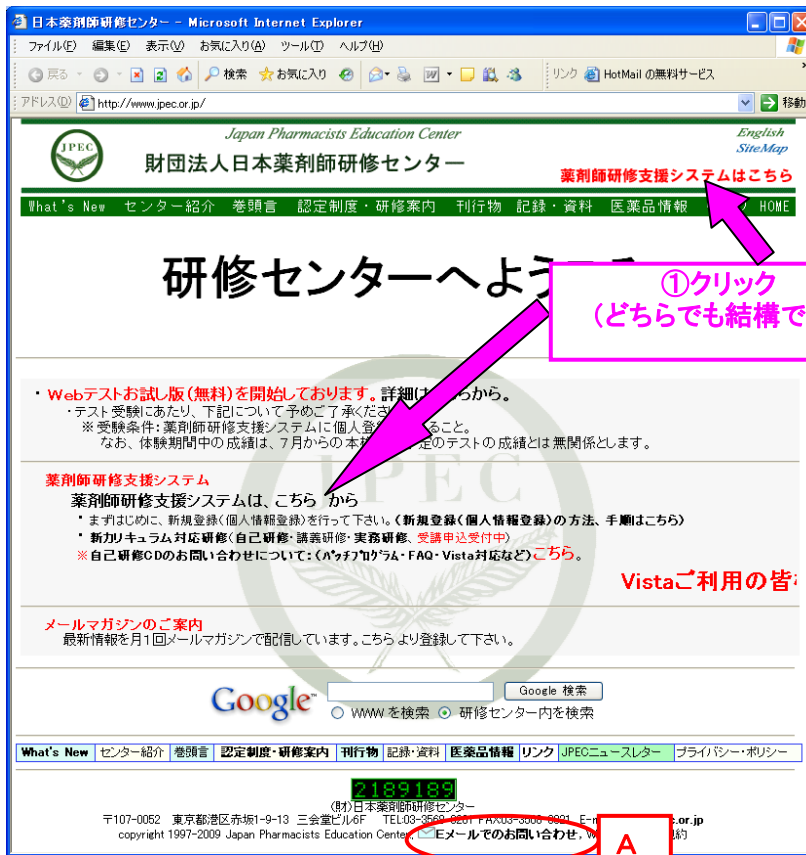 日本薬剤師研修センター - Microsoft Internet Explorer
ファイル(F) 編集(E) 表示(V) お気に入り(A) ツール(T) ヘルプ(H)
戻る 検索 お気に入り リンク HotMail の無料サービス »
アドレス(D) http://www.jpec.or.jp/ 移動
JPEC
Japan Pharmacists Education Center
English
SiteMap
財団法人日本薬剤師研修センター
薬剤師研修支援システムはこちら
What's New センター紹介 巻頭言 認定制度・研修案内 刊行物 記録・資料 医薬品情報 HOME
研修センターへよう
①クリック
(どちらでも結構で
・Webテストお試し版(無料)を開始しております。詳細は らから。
・テスト受験にあたり、下記について予めご了承くださ
※受験条件:薬剤師研修支援システムに個人登 ること。
なお、体験期間中の成績は、7月からの本 定のテストの成績とは無関係とします。
JPEC
薬剤師研修支援システム
薬剤師研修支援システムは、こちら から
・まずはじめに、新規登録(個人情報登録)を行って下さい。(新規登録(個人情報登録)の方法、手順はこちら)
・新カリキュラム対応研修(自己研修・講義研修・実務研修、受講申込受付中)
※自己研修CDのお問い合わせについて:(パッチプログラム・FAQ・Vista対応など)こちら。
Vistaご利用の皆
メールマガジンのご案内
最新情報を月1回メールマガジンで配信しています。こちらより登録して下さい。
Google™ Google 検索
WWW を検索 研修センター内を検索
What's New センター紹介 巻頭言 認定制度・研修案内 刊行物 記録・資料 医薬品情報 リンク JPECニュースレター プライバシー・ポリシー
2189189
(財)日本薬剤師研修センター
〒107-0052 東京都港区赤坂1-9-13 三会堂ビル6F TEL03-3568-8201 FAX03-3568- .or.jp
copyright 1997-2009 Japan Pharmacists Education Center, Eメールでのお問い合わせ, 約
A